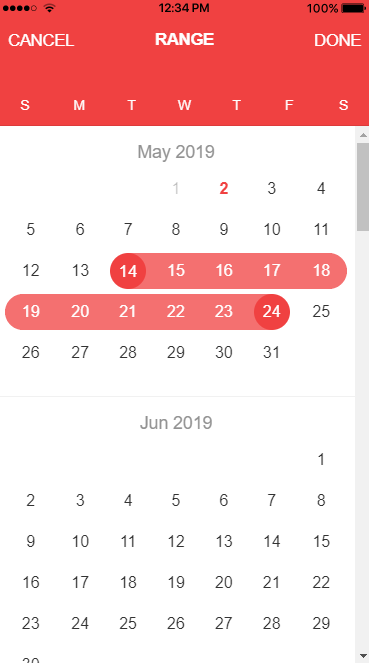 12:34 PM 100%
CANCEL RANGE DONE
S M T W T F S
May 2019
1 2 3 4
5 6 7 8 9 10 11
12 13 14 15 16 17 18
19 20 21 22 23 24 25
26 27 28 29 30 31
Jun 2019
1
2 3 4 5 6 7 8
9 10 11 12 13 14 15
16 17 18 19 20 21 22
23 24 25 26 27 28 29
30